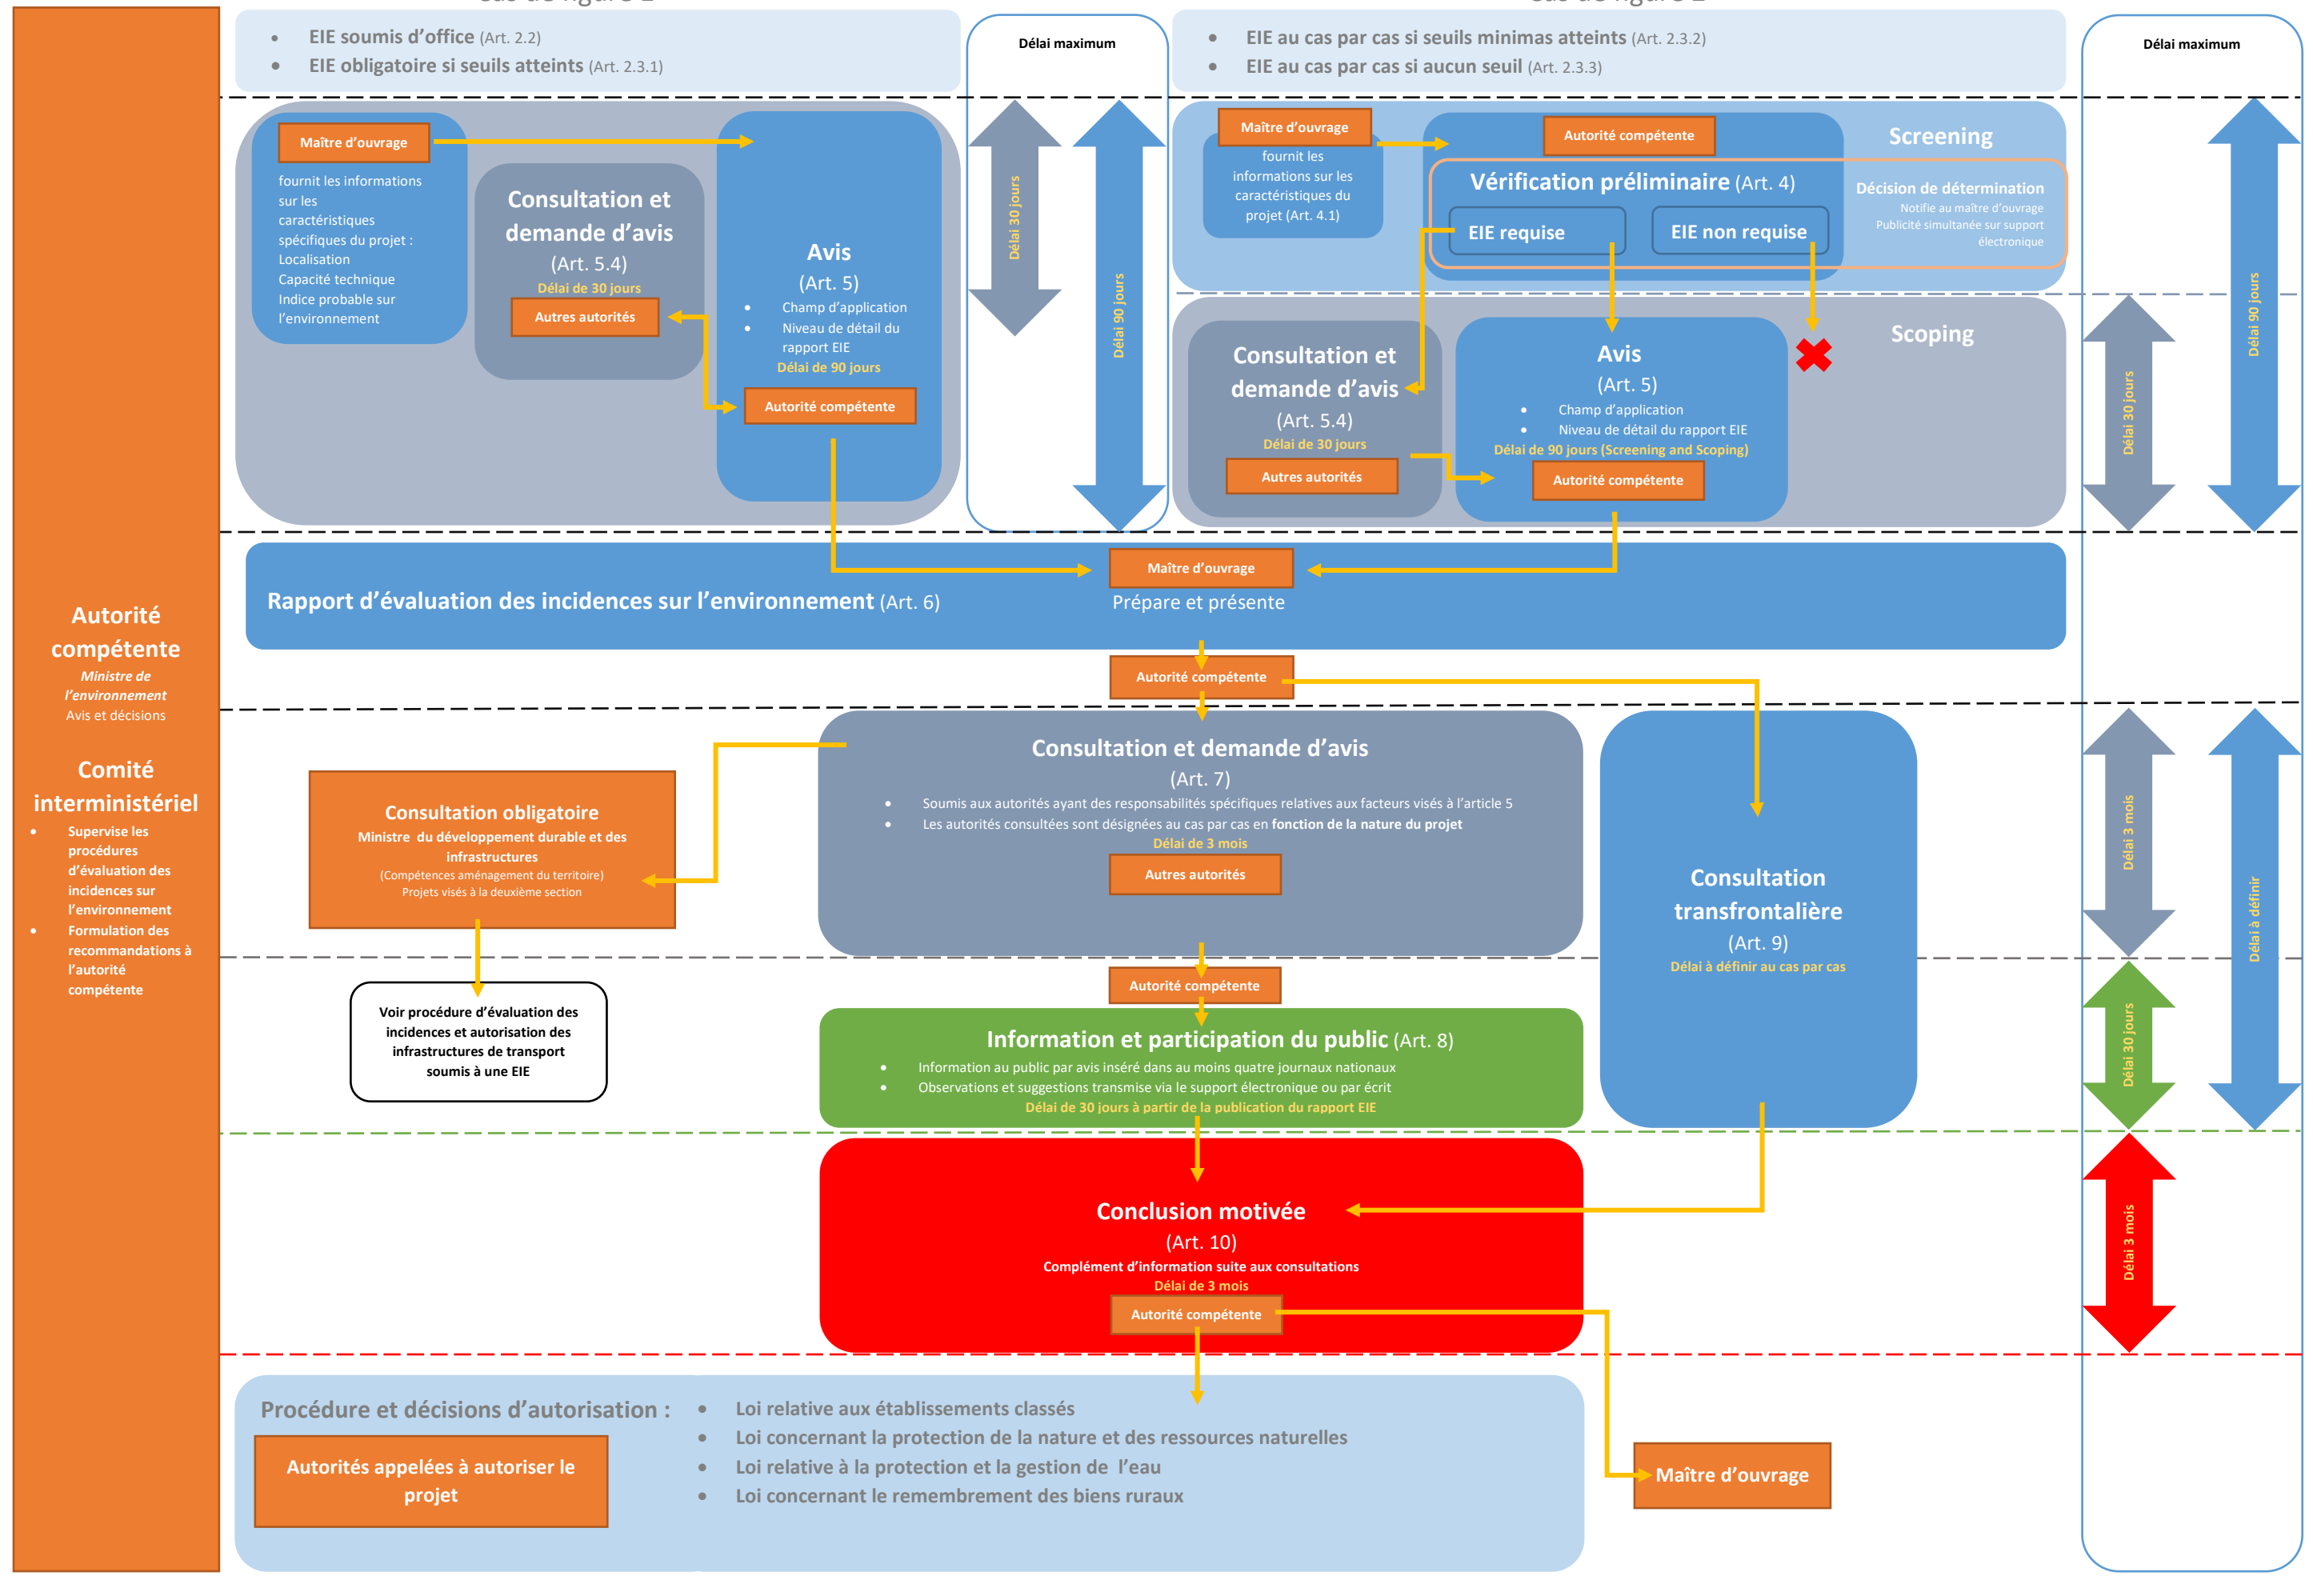 Autorité
compétente
Ministre de
l'environnement
Avis et décisions
Comité
interministériel
• Supervise les
procédures
d'évaluation des
incidences sur
l'environnement
• Formulation des
recommandations à
l'autorité
compétente
• EIE soumis d'office (Art. 2.2)
• EIE obligatoire si seuils atteints (Art. 2.3.1)
Délai maximum
• EIE au cas par cas si seuils minimas atteints (Art. 2.3.2)
• EIE au cas par cas si aucun seuil (Art. 2.3.3)
Délai maximum
Maître d'ouvrage
fournit les informations
sur les
caractéristiques
spécifiques du projet :
Localisation
Capacité technique
Indice probable sur
l'environnement
Consultation et
demande d'avis
(Art. 5.4)
Délai de 30 jours
Autres autorités
Avis
(Art. 5)
• Champ d'application
• Niveau de détail du
rapport EIE
Délai de 90 jours
Autorité compétente
Délai 30 jours
Délai 90 jours
Maître d'ouvrage
fournit les
informations sur les
caractéristiques du
projet (Art. 4.1)
Autorité compétente
Screening
Vérification préliminaire (Art. 4)
EIE requise
EIE non requise
Décision de détermination
Notifie au maître d'ouvrage
Publicité simultanée sur support
électronique
Scoping
Consultation et
demande d'avis
(Art. 5.4)
Délai de 30 jours
Autres autorités
Avis
(Art. 5)
• Champ d'application
• Niveau de détail du rapport EIE
Délai de 90 jours (Screening and Scoping)
Autorité compétente
Délai 30 jours
Délai 90 jours
Maître d'ouvrage
Rapport d'évaluation des incidences sur l'environnement (Art. 6)
Prépare et présente
Autorité compétente
Consultation et demande d'avis
(Art. 7)
• Soumis aux autorités ayant des responsabilités spécifiques relatives aux facteurs visés à l'article 5
• Les autorités consultées sont désignées au cas par cas en fonction de la nature du projet
Délai de 3 mois
Autres autorités
Consultation obligatoire
Ministre du développement durable et des
infrastructures
(Compétences aménagement du territoire)
Projets visés à la deuxième section
Voir procédure d'évaluation des
incidences et autorisation des
infrastructures de transport
soumis à une EIE
Consultation
transfrontalière
(Art. 9)
Délai à définir au cas par cas
Délai 3 mois
Délai à définir
Autorité compétente
Information et participation du public (Art. 8)
• Information au public par avis inséré dans au moins quatre journaux nationaux
• Observations et suggestions transmise via le support électronique ou par écrit
Délai de 30 jours à partir de la publication du rapport EIE
Délai 30 jours
Conclusion motivée
(Art. 10)
Complément d'information suite aux consultations
Délai de 3 mois
Autorité compétente
Délai 3 mois
Procédure et décisions d'autorisation :
Autorités appelées à autoriser le
projet
• Loi relative aux établissements classés
• Loi concernant la protection de la nature et des ressources naturelles
• Loi relative à la protection et la gestion de l'eau
• Loi concernant le remembrement des biens ruraux
Maître d'ouvrage